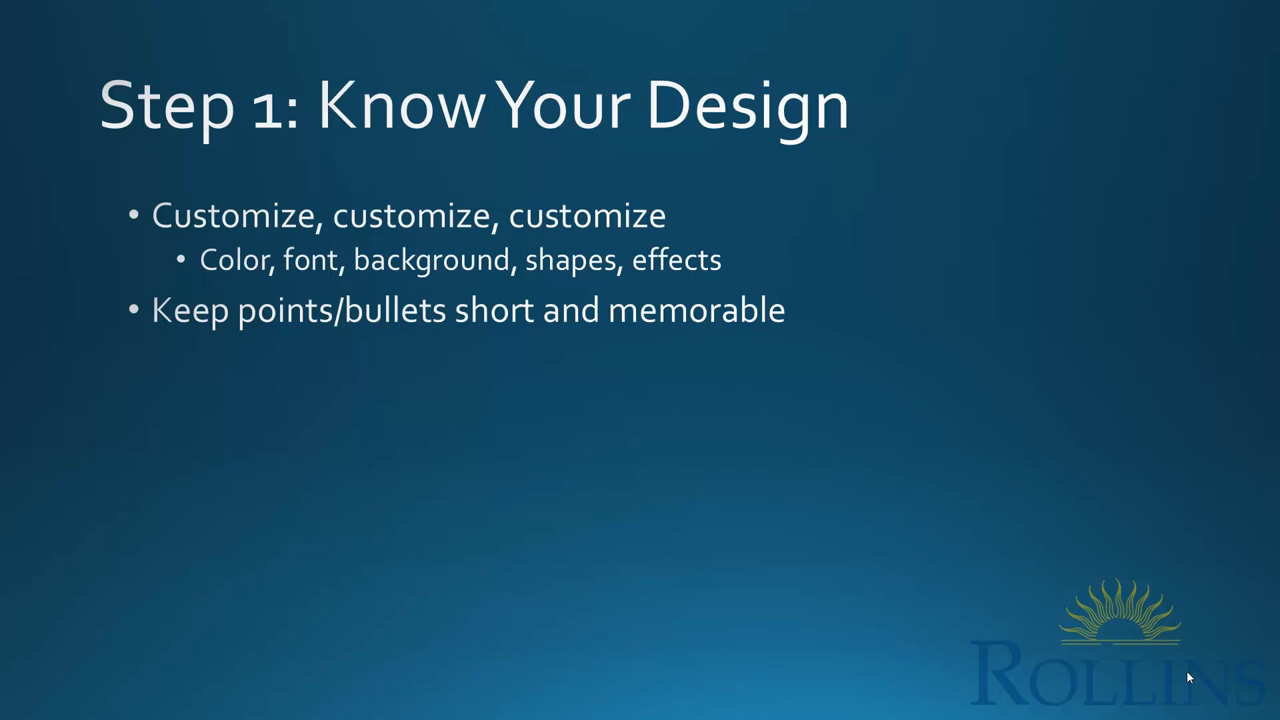 Step 1: Know Your Design
• Customize, customize, customize
• Color, font, background, shapes, effects
• Keep points/bullets short and memorable
ROLLINS